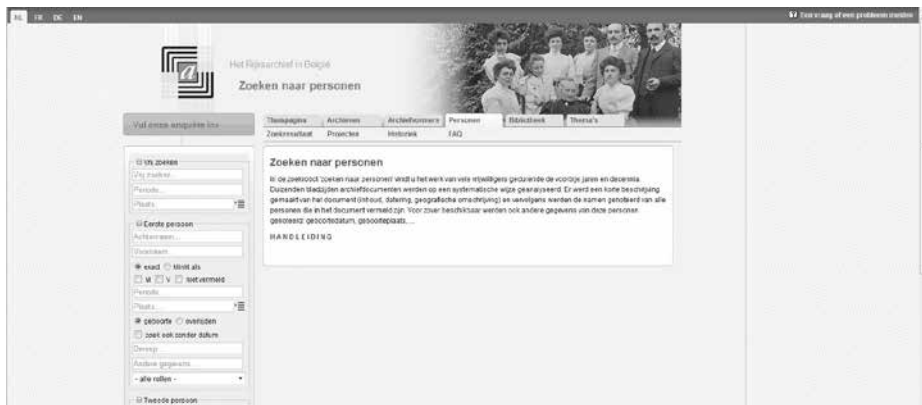 NL FR DE EN
Een vraag of een probleem melden
Het Rijksarchief in België
Zoeken naar personen
Vul onze enquête in»
Themapagina Archieven Archiefvormers Personen Bibliotheek Thema's
Zoekresultaat Projecten Historiek FAQ
Vrij zoeken
Vrij zoeken...
Periode...
Plaats...
Eerste persoon
Achternaam...
Voornaam...
exact klinkt als
M V niet vermeld
Periode...
Plaats...
geboorte overlijden
zoek ook zonder datum
Beroep...
Andere gegevens...
- alle rollen -
Tweede persoon
Zoeken naar personen
In de zoekrobot 'zoeken naar personen' vindt u het werk van vele vrijwilligers gedurende de voorbije jaren en decennia.
Duizenden bladzijden archiefdocumenten werden op een systematische wijze geanalyseerd. Er werd een korte beschrijving
gemaakt van het document (inhoud, datering, geografische omschrijving) en vervolgens werden de namen genoteerd van alle
personen die in het document vermeld zijn. Voor zover beschikbaar werden ook andere gegevens van deze personen
genoteerd: geboortedatum, geboorteplaats, ...
HANDLEIDING